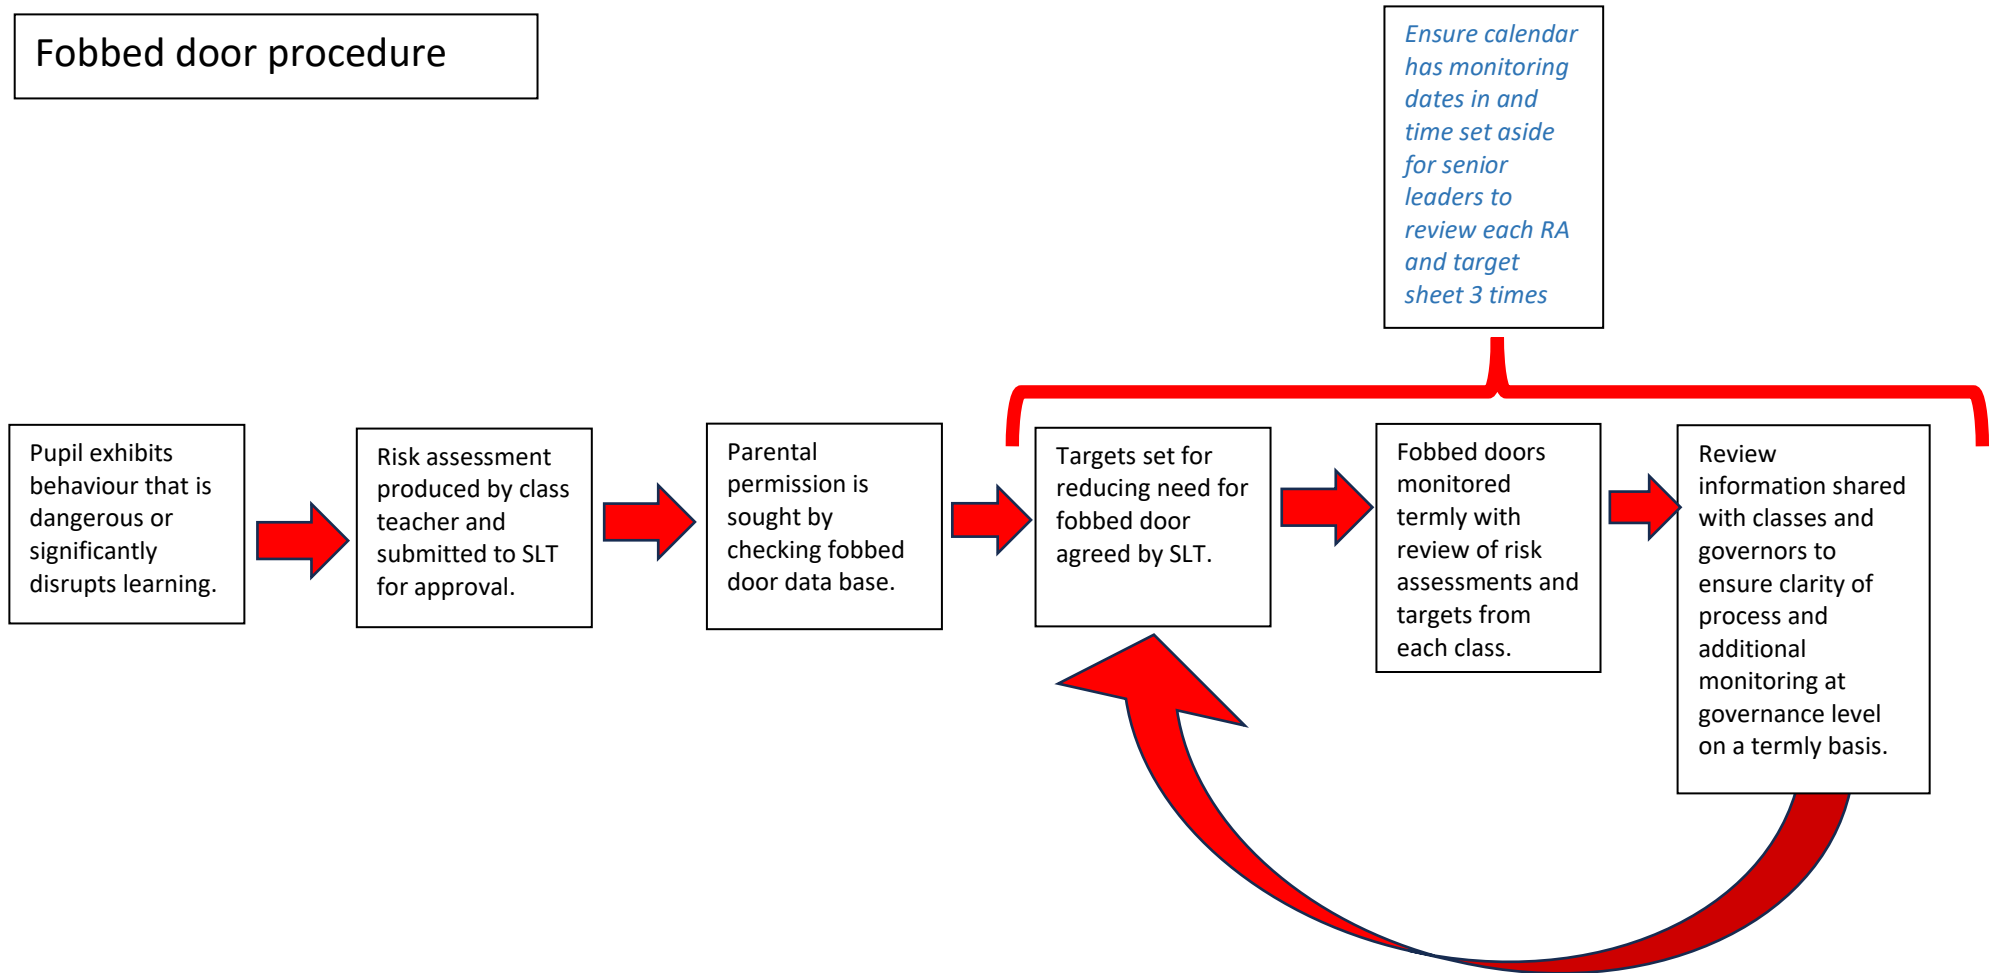 Fobbed door procedure
Ensure calendar
has monitoring
dates in and
time set aside
for senior
leaders to
review each RA
and target
sheet 3 times
Pupil exhibits
behaviour that is
dangerous or
significantly
disrupts learning.
Risk assessment
produced by class
teacher and
submitted to SLT
for approval.
Parental
permission is
sought by
checking fobbed
door data base.
Targets set for
reducing need for
fobbed door
agreed by SLT.
Fobbed doors
monitored
termly with
review of risk
assessments and
targets from
each class.
Review
information shared
with classes and
governors to
ensure clarity of
process and
additional
monitoring at
governance level
on a termly basis.